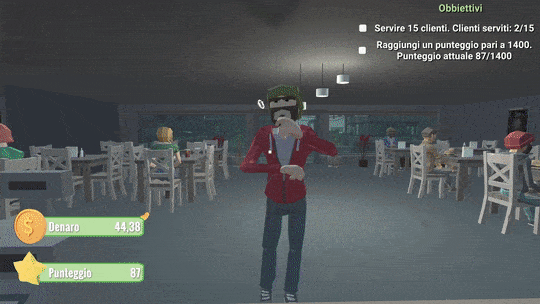 Obbiettivi
Servire 15 clienti. Clienti serviti: 2/15
Raggiungi un punteggio pari a 1400.
Punteggio attuale 87/1400
Denaro 44,38
Punteggio 87